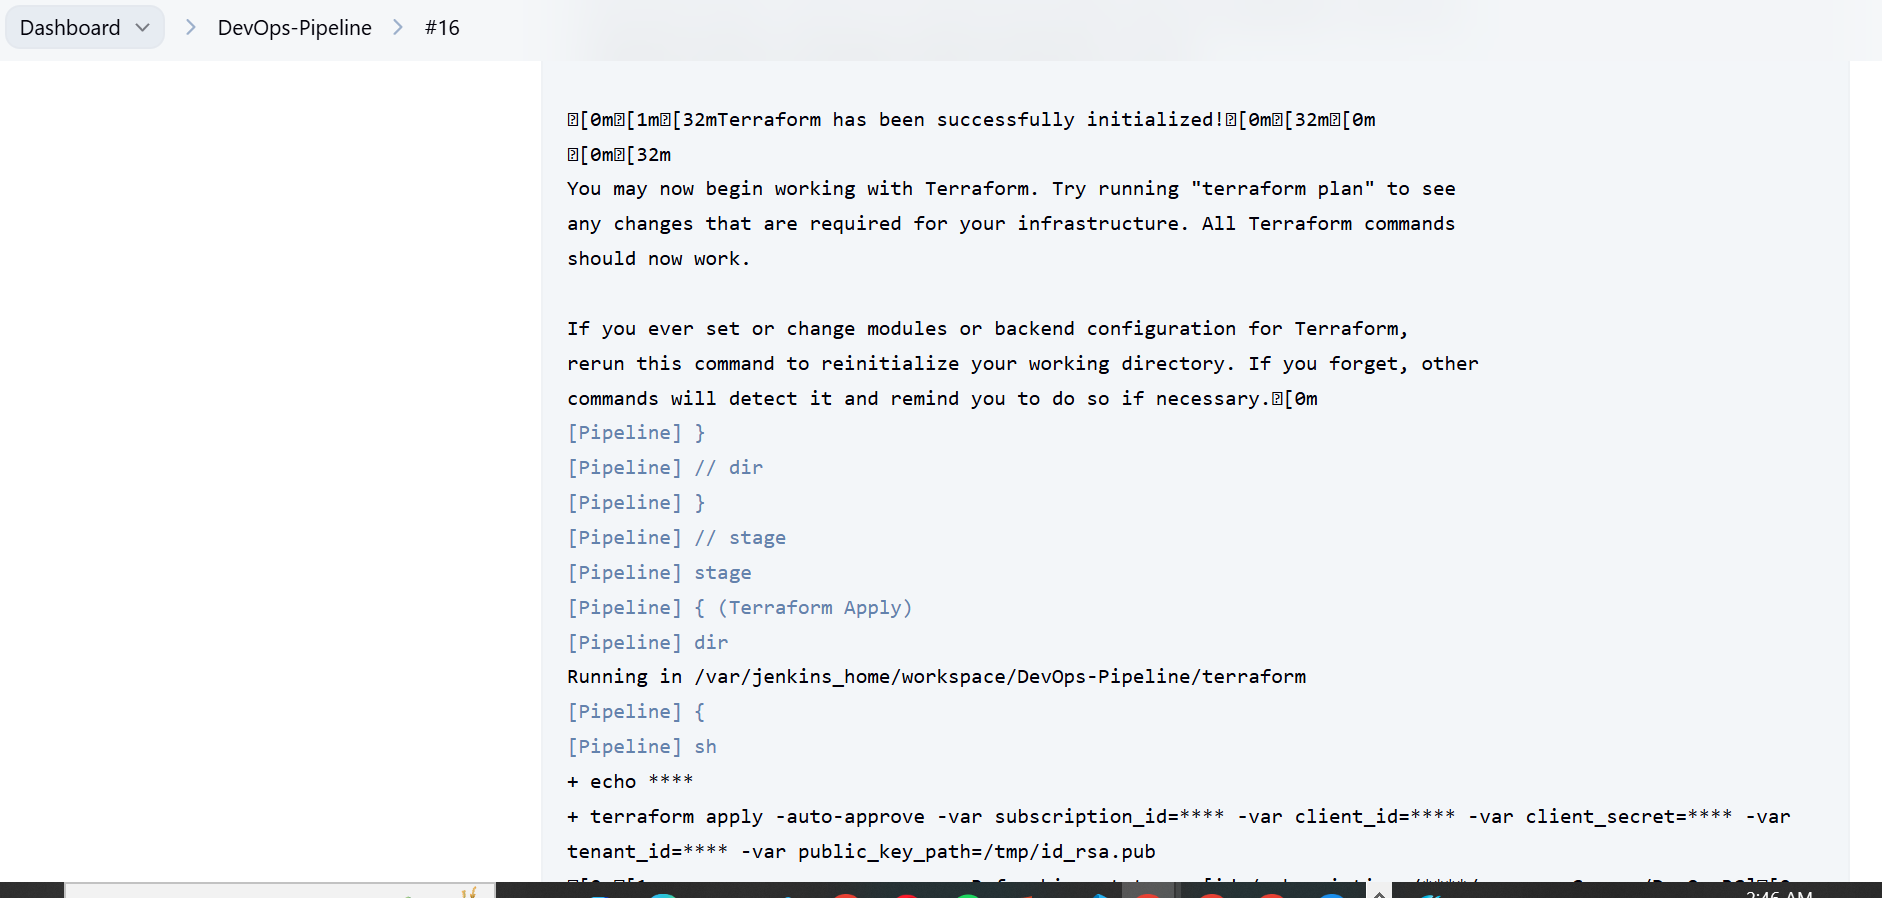 Dashboard
DevOps-Pipeline
#16
[0m[1m[32mTerraform has been successfully initialized![0m[32m[0m
[0m[32m
You may now begin working with Terraform. Try running "terraform plan" to see
any changes that are required for your infrastructure. All Terraform commands
should now work.
If you ever set or change modules or backend configuration for Terraform,
rerun this command to reinitialize your working directory. If you forget, other
commands will detect it and remind you to do so if necessary.[0m
[Pipeline] }
[Pipeline] // dir
[Pipeline] }
[Pipeline] // stage
[Pipeline] stage
[Pipeline] { (Terraform Apply)
[Pipeline] dir
Running in /var/jenkins_home/workspace/DevOps-Pipeline/terraform
[Pipeline] {
[Pipeline] sh
+ echo ****
+ terraform apply -auto-approve -var subscription_id=**** -var client_id=**** -var client_secret=**** -var
tenant_id=**** -var public_key_path=/tmp/id_rsa.pub